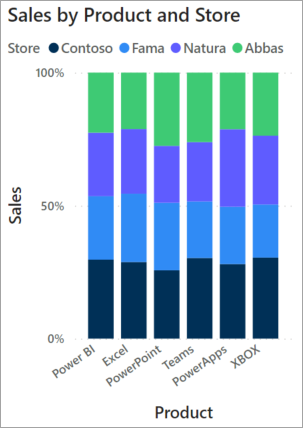 Sales by Product and Store
Store Contoso Fama Natura Abbas
100%
50%
0%
Sales
Power BI
Excel
PowerPoint
Teams
PowerApps
XBOX
Product